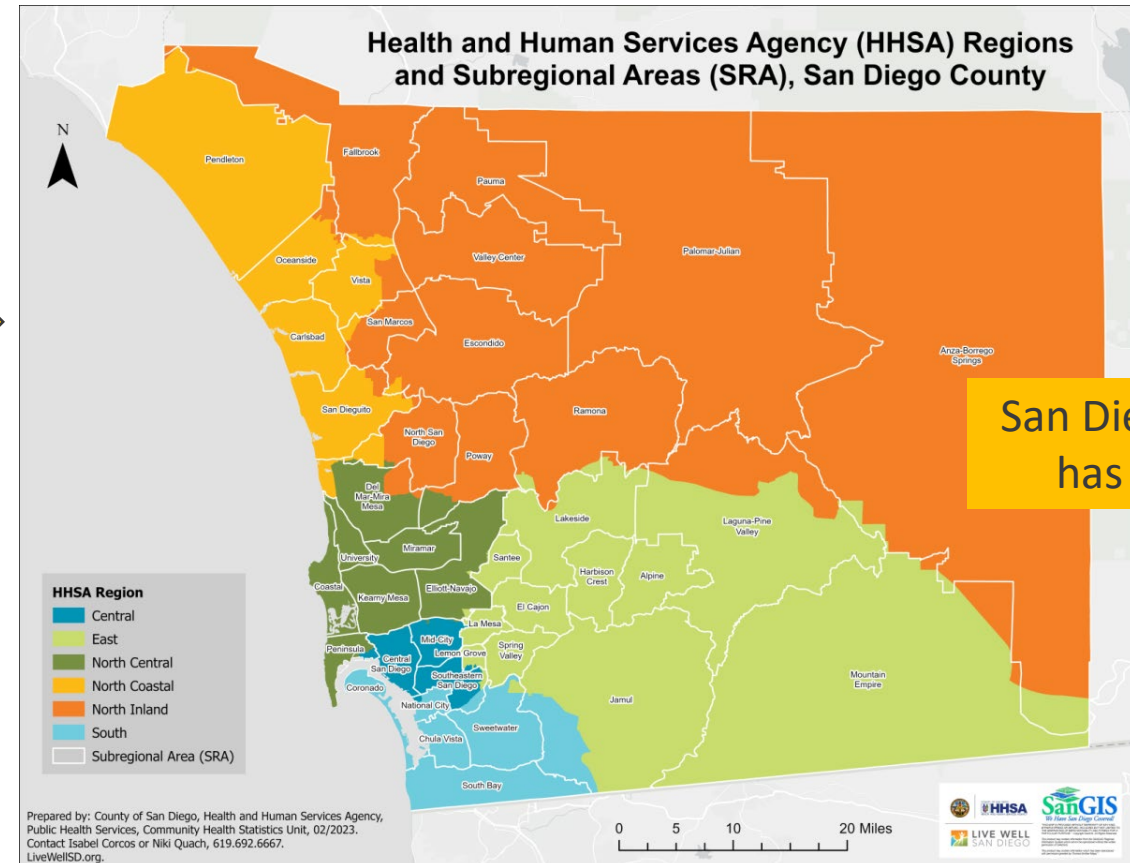 Health and Human Services Agency (HHSA) Regions
and Subregional Areas (SRA), San Diego County
N
Pendleton
Fallbrook
Pauma
Palomar-Julian
Valley Center
Oceanside
Vista
San Marcos
Carlsbad
Escondido
Anza-Borrego
Springs
San Dieguito
Ramona
North San
Diego
Poway
San Die
has
Del
Mar-Mira
Mesa
Lakeside
Laguna-Pine
Valley
Miramar
University
Santee
Harbison
Crest
Alpine
Coastal
Kearny Mesa
Elliott-Navajo
El Cajon
La Mesa
Mid-City
Peninsula
Lemon Grove
Spring
Valley
Central
San Diego
Southeastern
San Diego
Coronado
National City
Jamul
Mountain
Empire
Sweetwater
Chula Vista
South Bay
HHSA Region
Central
East
North Central
North Coastal
North Inland
South
Subregional Area (SRA)
Prepared by: County of San Diego, Health and Human Services Agency,
Public Health Services, Community Health Statistics Unit, 02/2023.
Contact Isabel Corcos or Niki Quach, 619.692.6667.
LiveWellSD.org.
0 5 10 20 Miles
HHSA
SanGIS
We Have San Diego Covered!
LIVE WELL
SAN DIEGO